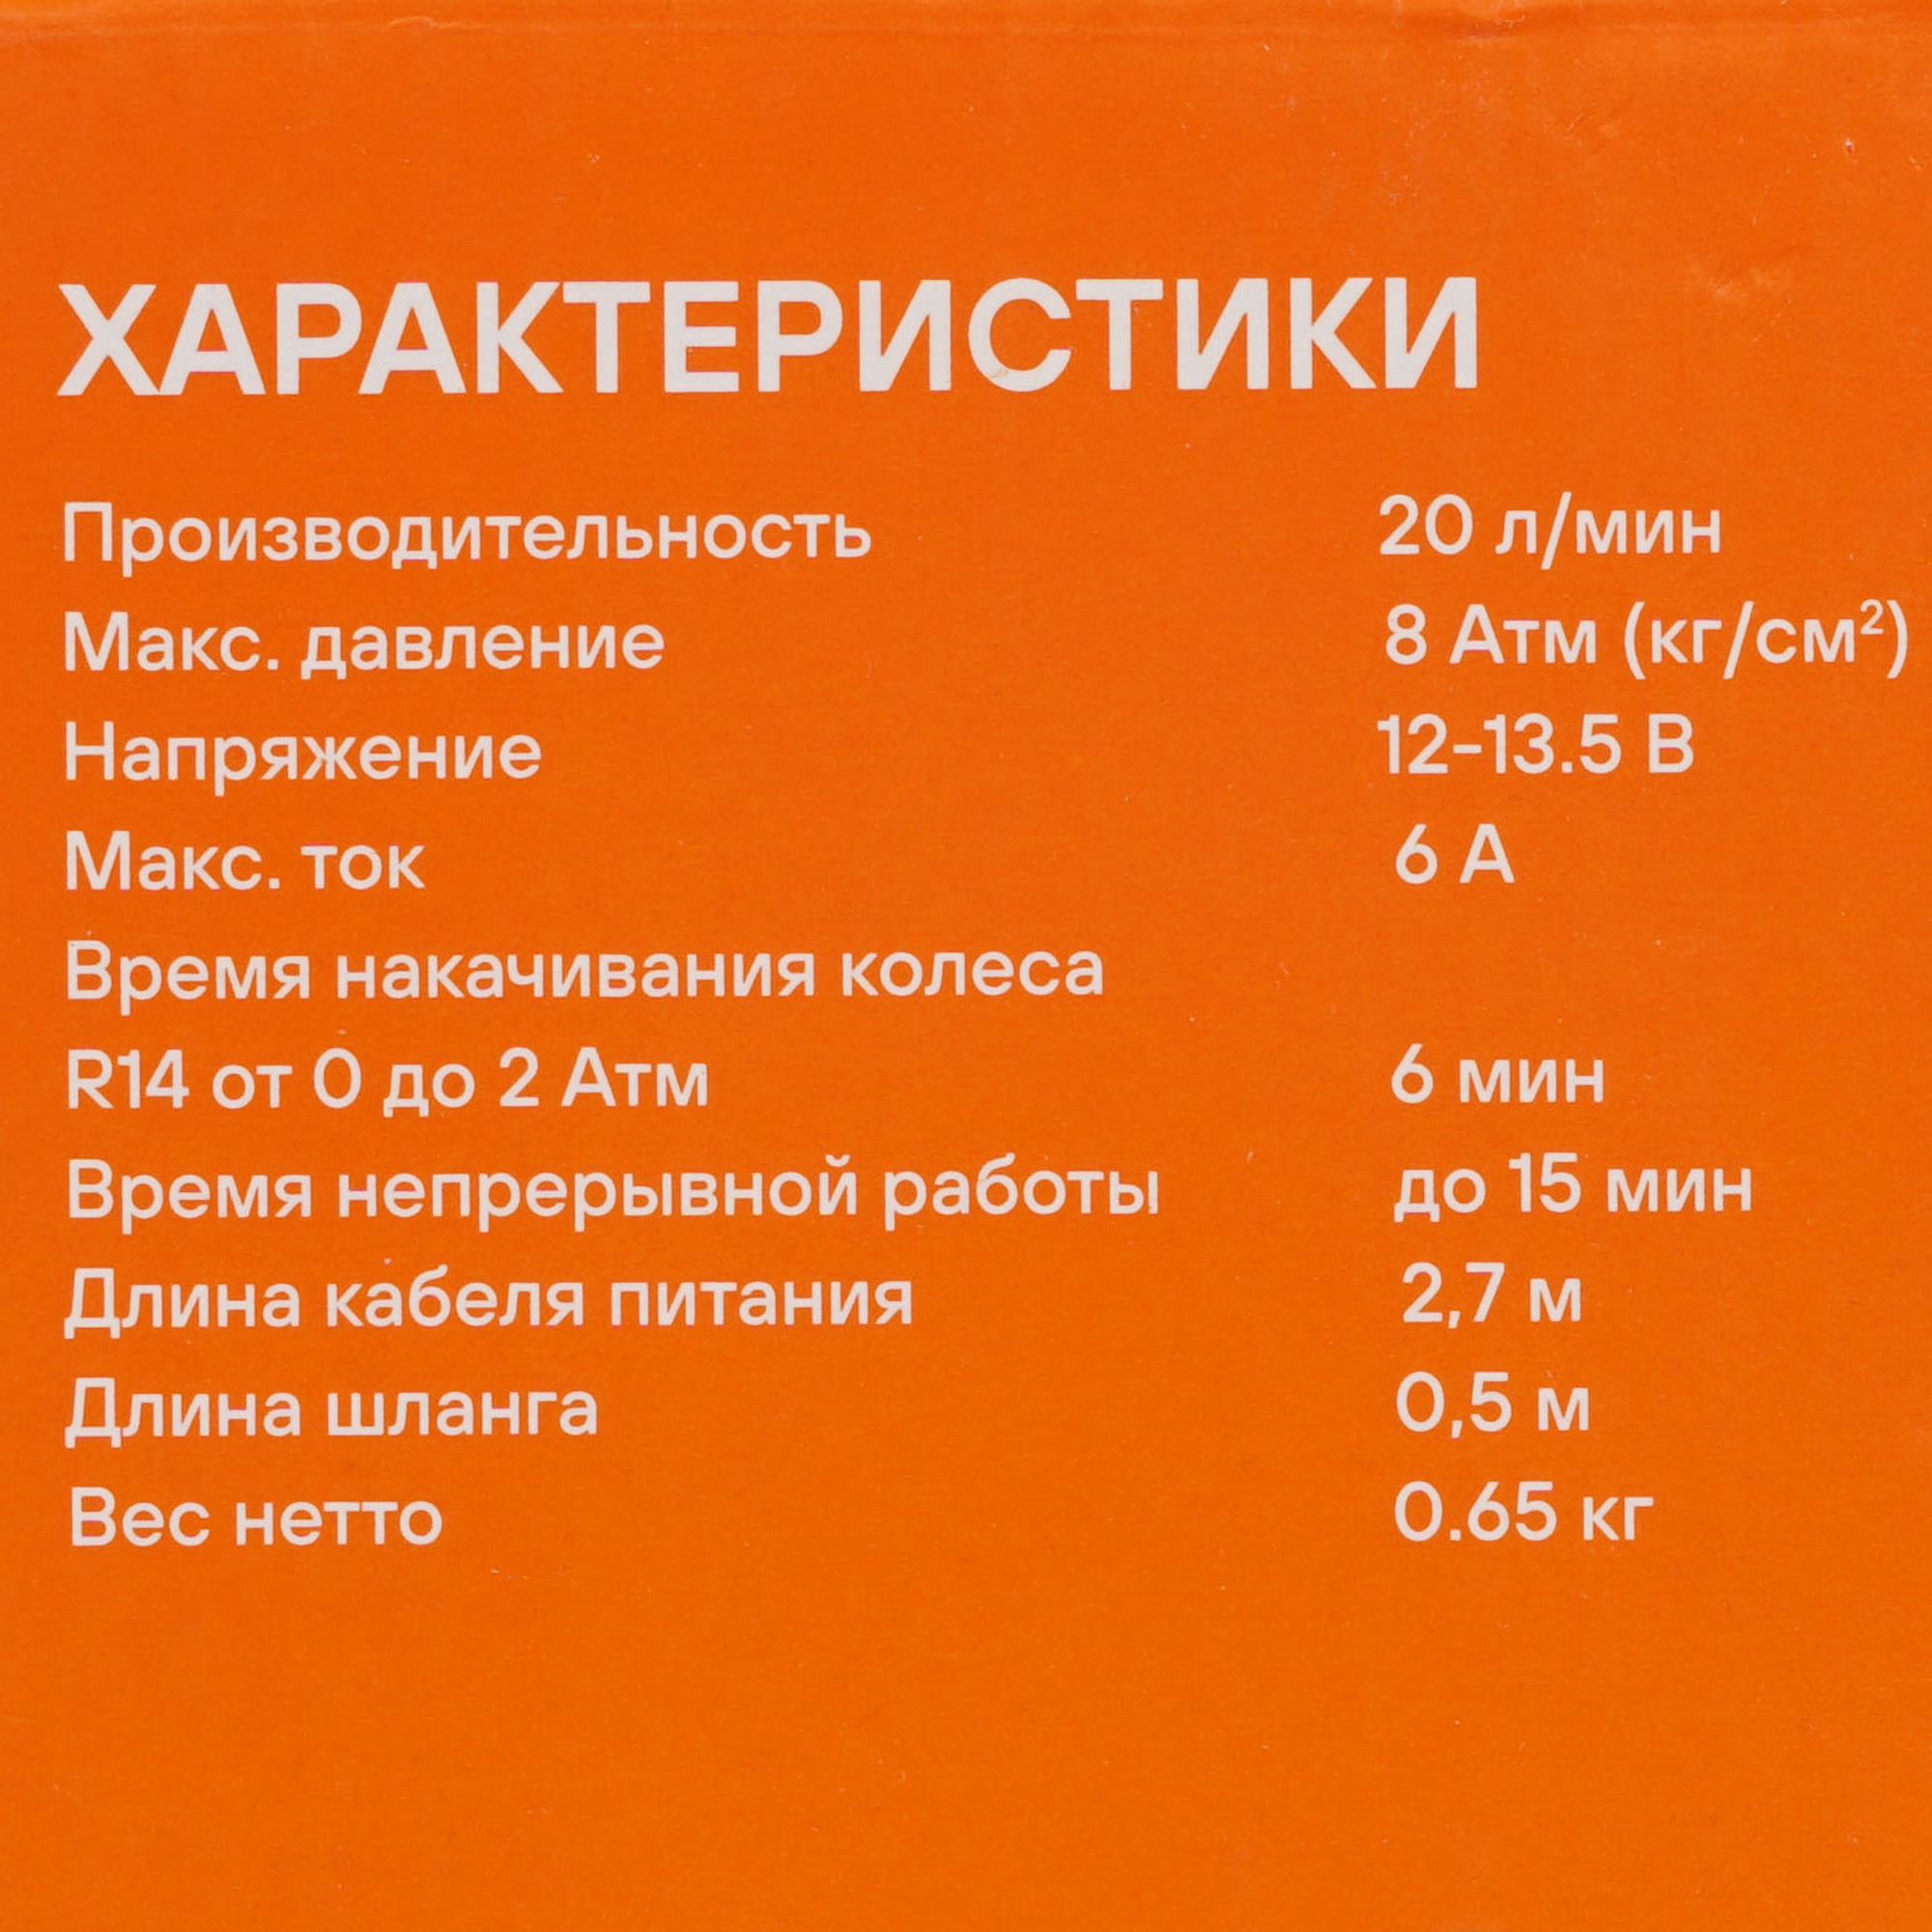 ХАРАКТЕРИСТИКИ
Производительность 20 л/мин
Макс. давление 8 Атм (кг/см²)
Напряжение 12-13.5 В
Макс. ток 6 А
Время накачивания колеса
R14 от 0 до 2 Атм 6 мин
Время непрерывной работы до 15 мин
Длина кабеля питания 2,7 м
Длина шланга 0,5 м
Вес нетто 0.65 кг